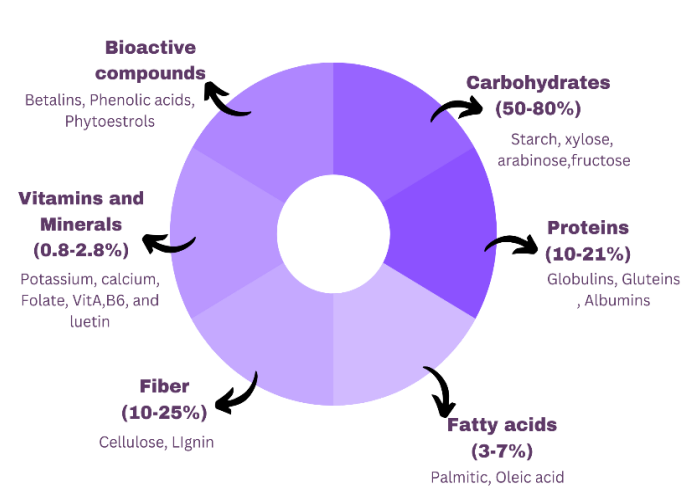 Bioactive
compounds
Betalins, Phenolic acids,
Phytoestrols
Carbohydrates
(50-80%)
Starch, xylose,
arabinose,fructose
Vitamins and
Minerals
(0.8-2.8%)
Potassium, calcium,
Folate, VitA,B6, and
luetin
Proteins
(10-21%)
Globulins, Gluteins
, Albumins
Fiber
(10-25%)
Cellulose, LIgnin
Fatty acids
(3-7%)
Palmitic, Oleic acid